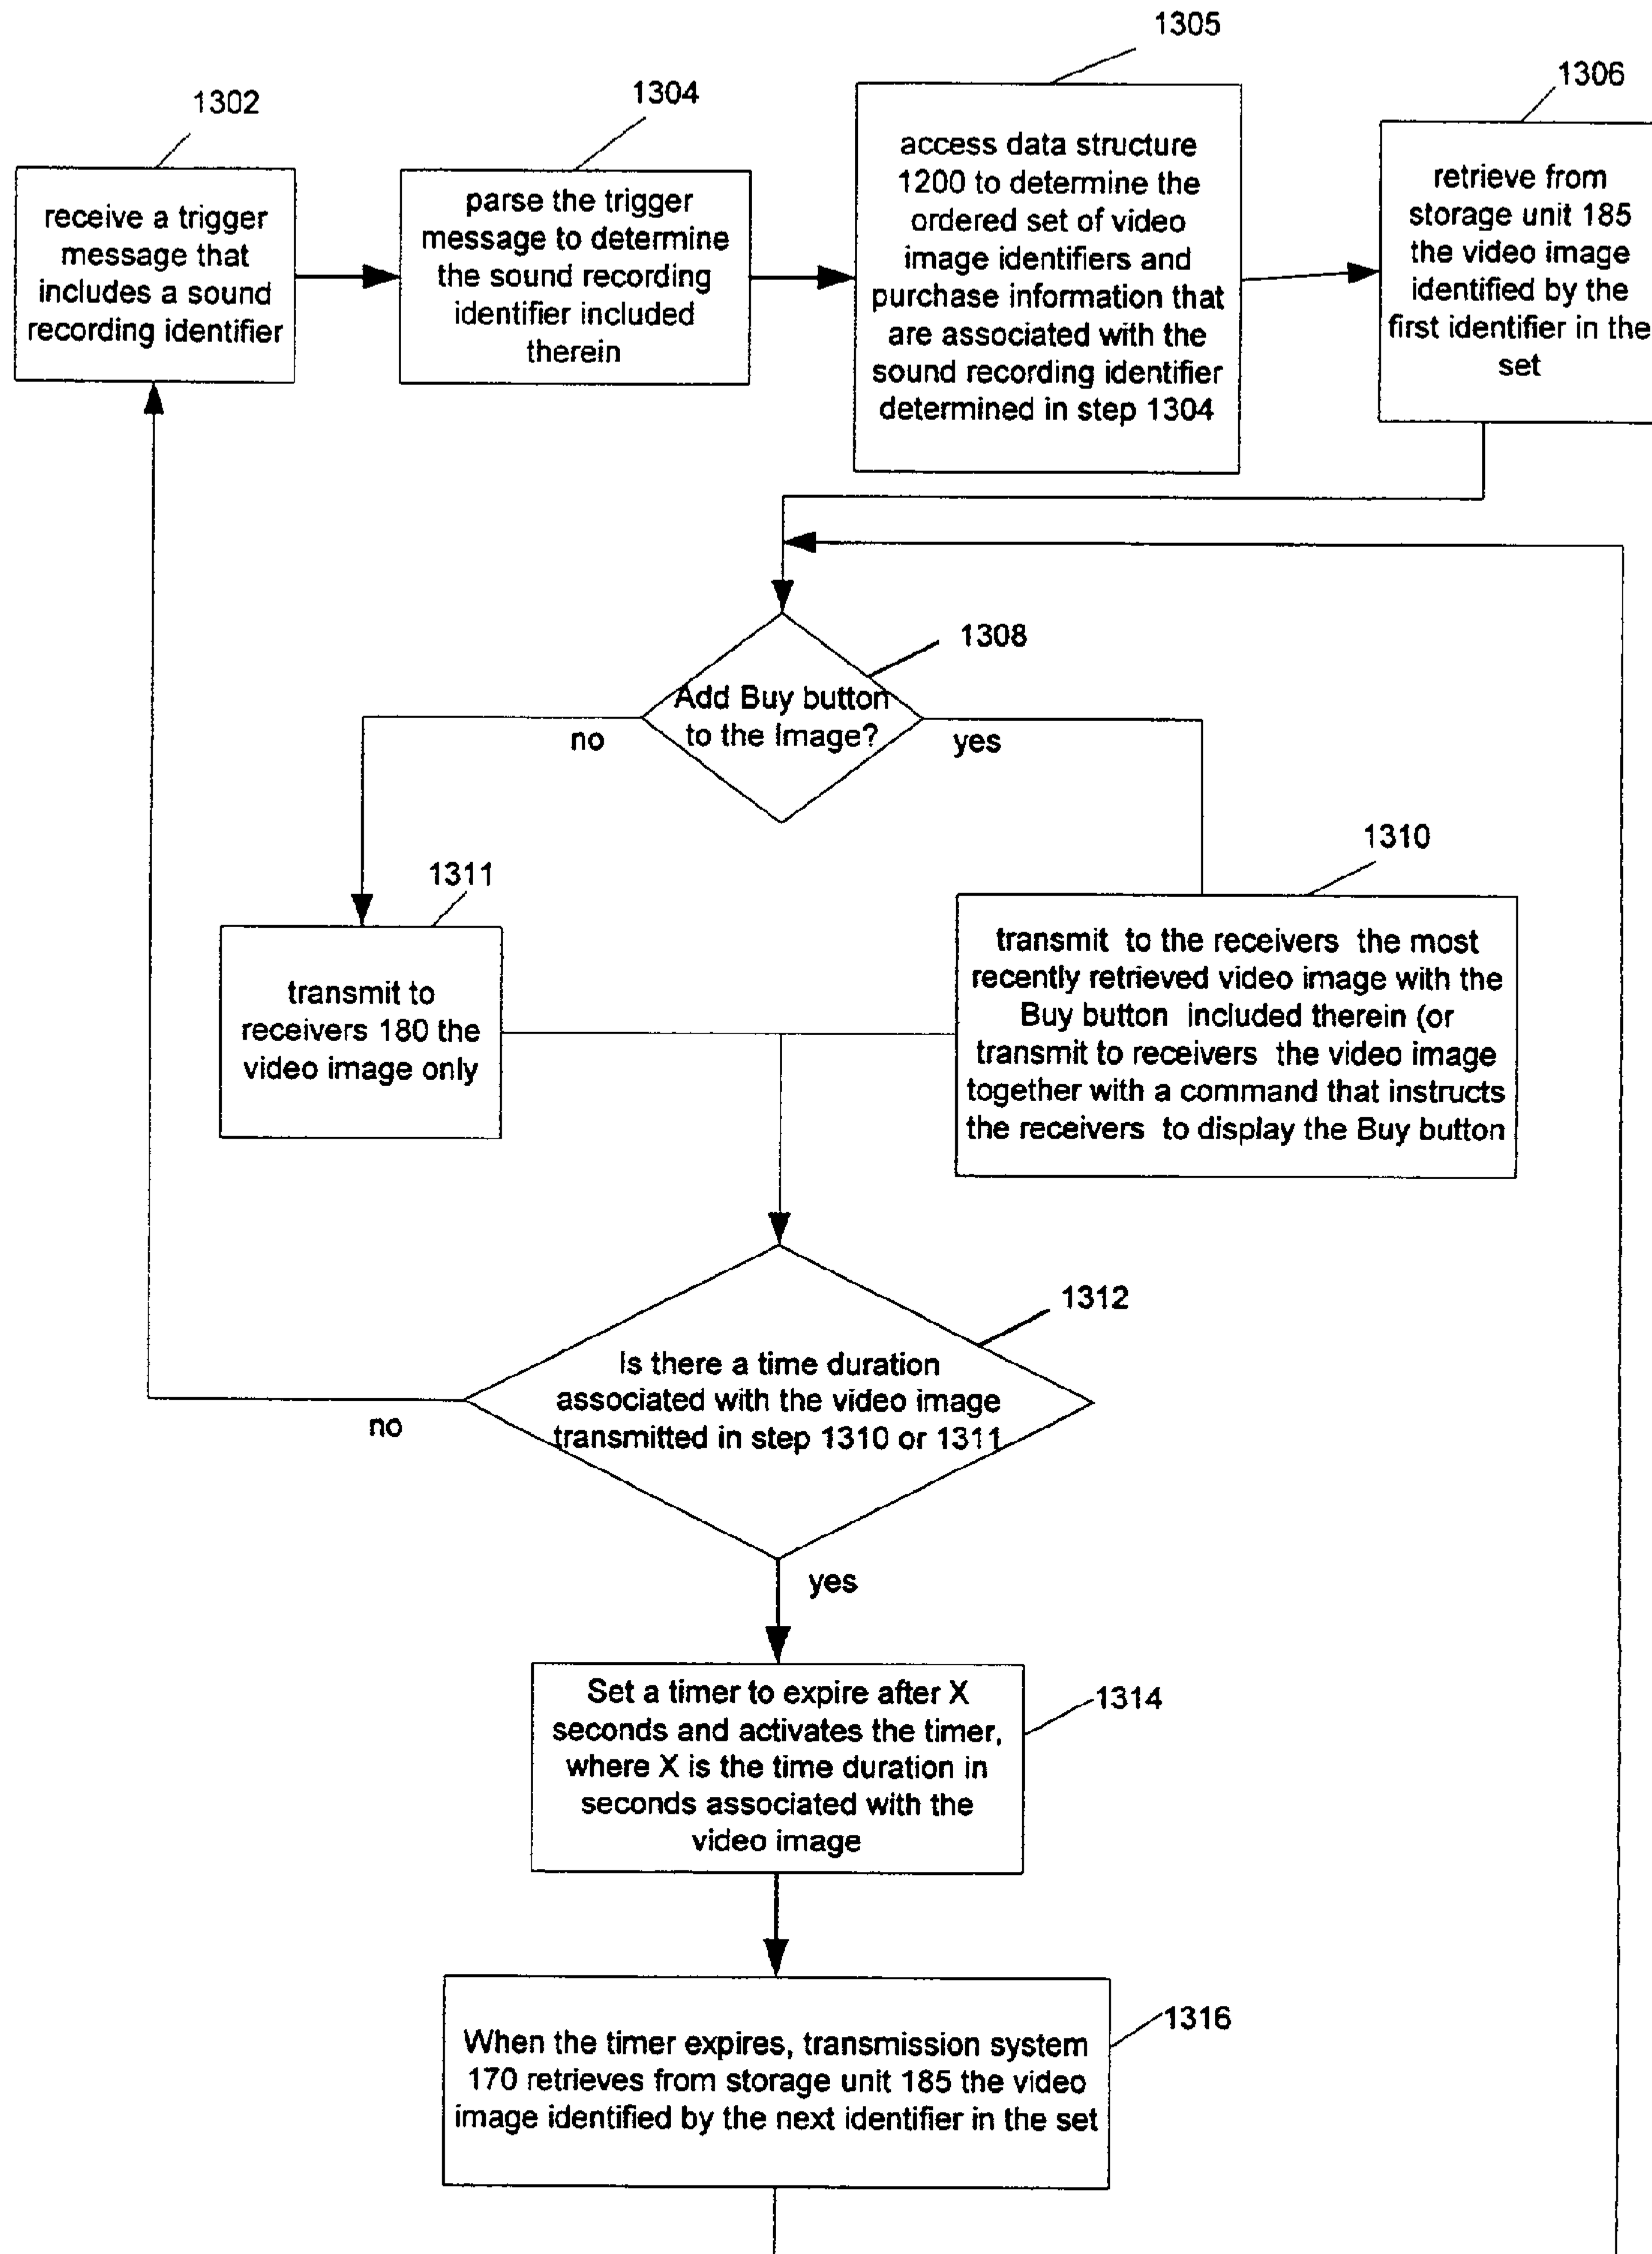 1302
receive a trigger
message that
includes a sound
recording identifier
1304
parse the trigger
message to determine
the sound recording
identifier included
therein
1305
access data structure
1200 to determine the
ordered set of video
image identifiers and
purchase information that
are associated with the
sound recording identifier
determined in step 1304
1306
retrieve from
storage unit 185
the video image
identified by the
first identifier in the
set
1308
Add Buy button
to the Image?
no
yes
1311
transmit to
receivers 180 the
video image only
1310
transmit to the receivers the most
recently retrieved video image with the
Buy button included therein (or
transmit to receivers the video image
together with a command that instructs
the receivers to display the Buy button
1312
Is there a time duration
associated with the video image
transmitted in step 1310 or 1311
no
yes
1314
Set a timer to expire after X
seconds and activates the timer,
where X is the time duration in
seconds associated with the
video image
1316
When the timer expires, transmission system
170 retrieves from storage unit 185 the video
image identified by the next identifier in the set